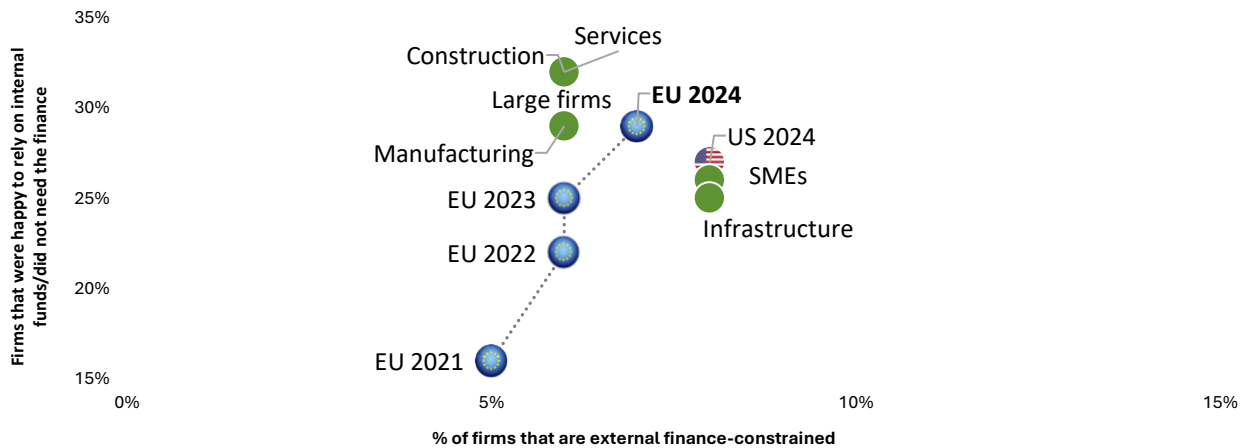 Firms that were happy to rely on internal
funds/did not need the finance
35%
30%
25%
20%
15%
Services
Construction
Large firms
EU 2024
Manufacturing
US 2024
SMEs
EU 2023
Infrastructure
EU 2022
EU 2021
0%
5%
10%
15%
% of firms that are external finance-constrained